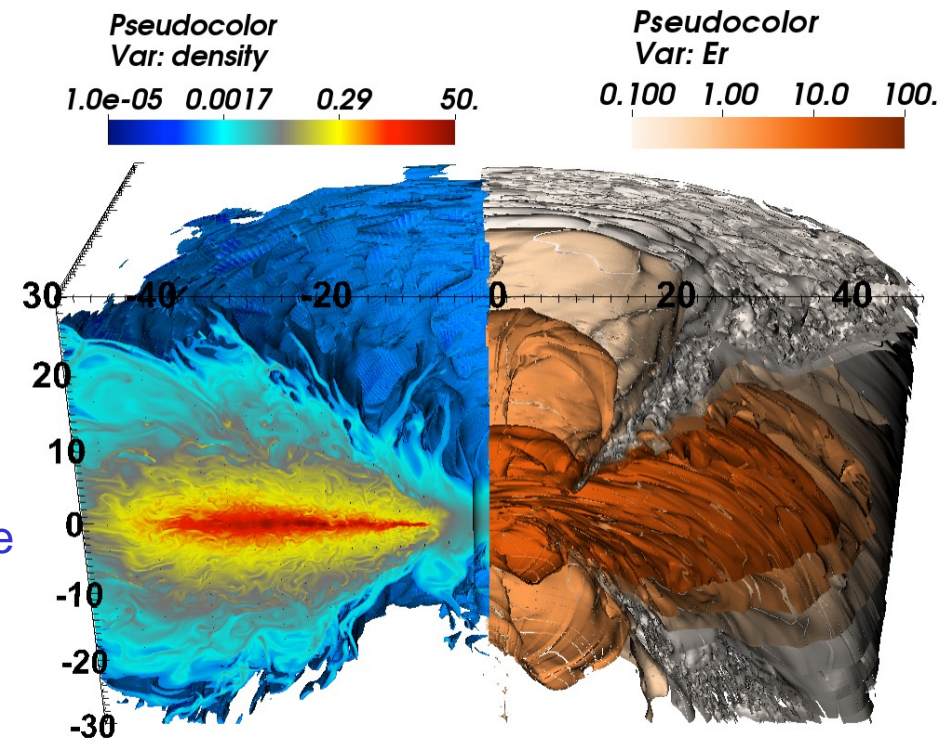 Pseudocolor
Var: density
1.0e-05 0.0017 0.29 50.
Pseudocolor
Var: Er
0.100 1.00 10.0 100.
30 -40 -20 0 20 40
20
10
0
e
-10
-20
-30